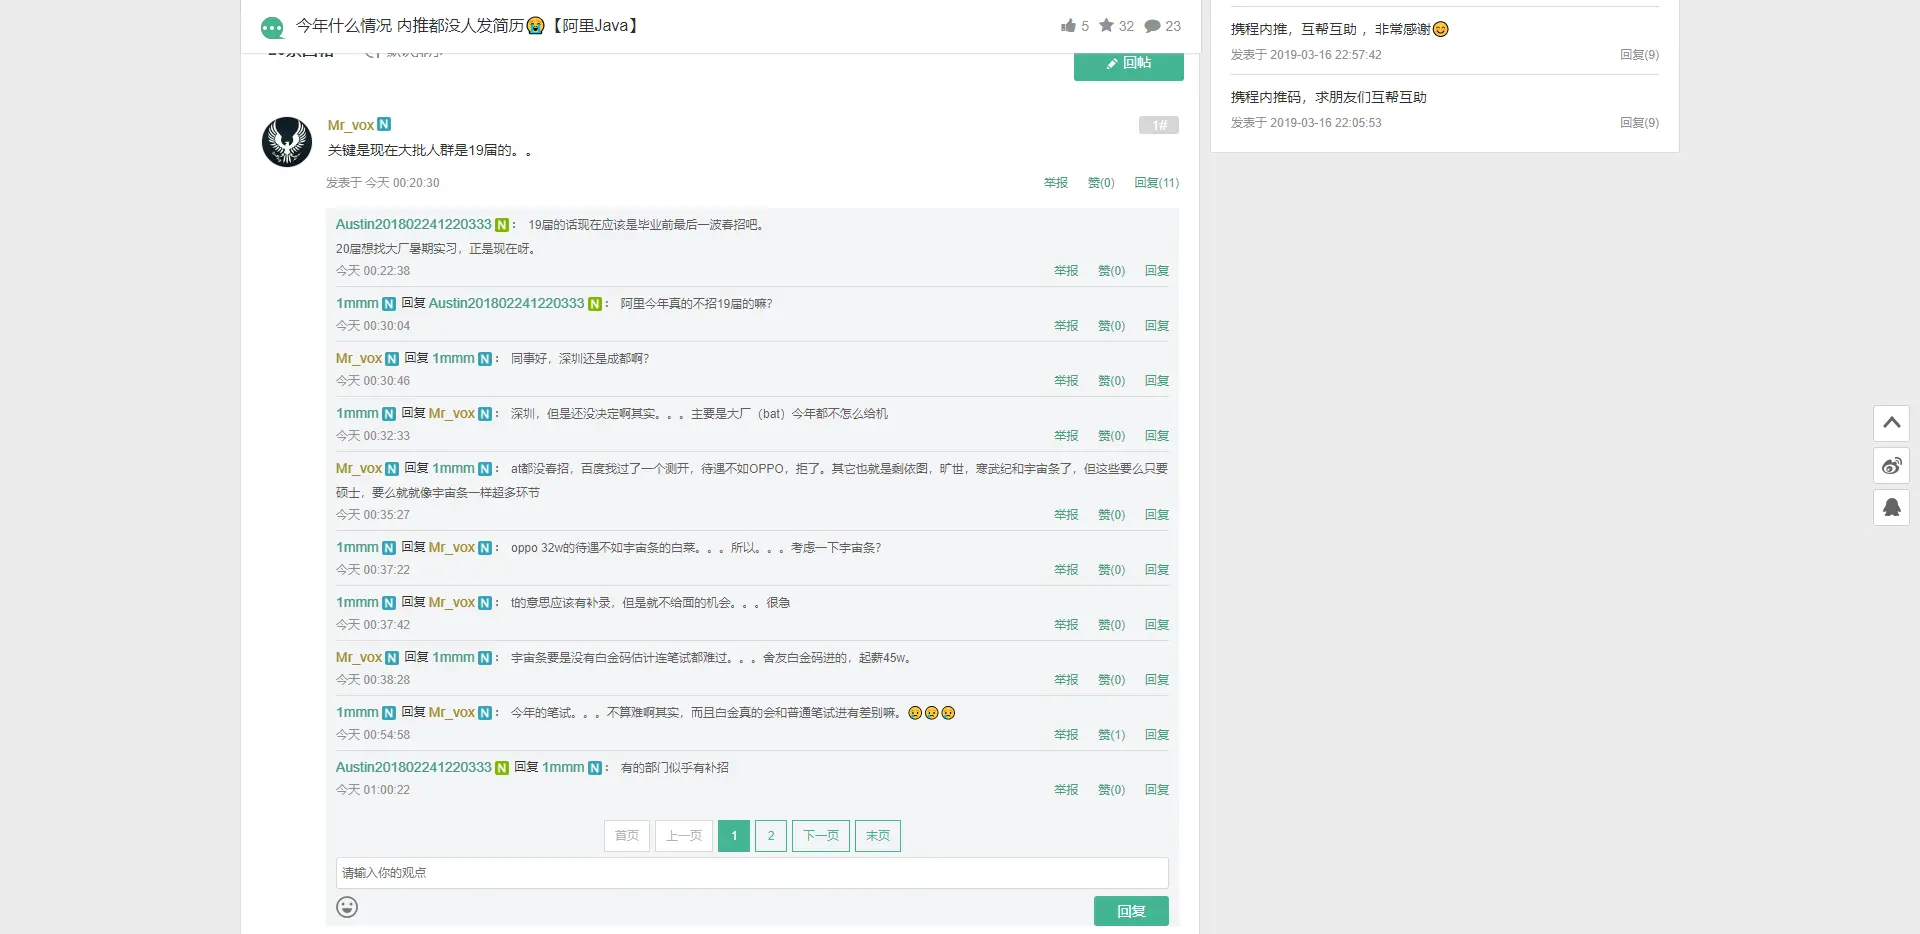 今年什么情况 内推都没人发简历😭【阿里Java】
5 32 23
回帖
Mr_vox N
1#
关键是现在大批人群是19届的。。
发表于 今天 00:20:30
举报 赞(0) 回复(11)
Austin201802241220333 N ： 19届的话现在应该是毕业前最后一波春招吧。
20届想找大厂暑期实习，正是现在呀。
今天 00:22:38
举报 赞(0) 回复
1mmm N 回复 Austin201802241220333 N ： 阿里今年真的不招19届的嘛？
今天 00:30:04
举报 赞(0) 回复
Mr_vox N 回复 1mmm N ： 同事好，深圳还是成都啊？
今天 00:30:46
举报 赞(0) 回复
1mmm N 回复 Mr_vox N ： 深圳，但是还没决定啊其实。。。主要是大厂（bat）今年都不怎么给机
今天 00:32:33
举报 赞(0) 回复
Mr_vox N 回复 1mmm N ： at都没春招，百度我过了一个测开，待遇不如OPPO，拒了。其它也就是剩依图，旷世，寒武纪和宇宙条了，但这些要么只要
硕士，要么就就像宇宙条一样超多环节
今天 00:35:27
举报 赞(0) 回复
1mmm N 回复 Mr_vox N ： oppo 32w的待遇不如宇宙条的白菜。。。所以。。。考虑一下宇宙条？
今天 00:37:22
举报 赞(0) 回复
1mmm N 回复 Mr_vox N ： t的意思应该有补录，但是就不给面的机会。。。很急
今天 00:37:42
举报 赞(0) 回复
Mr_vox N 回复 1mmm N ： 宇宙条要是没有白金码估计连笔试都难过。。。舍友白金码进的，起薪45w。
今天 00:38:28
举报 赞(0) 回复
1mmm N 回复 Mr_vox N ： 今年的笔试。。。不算难啊其实，而且白金真的会和普通笔试进有差别嘛。😢😢😢
今天 00:54:58
举报 赞(1) 回复
Austin201802241220333 N 回复 1mmm N ： 有的部门似乎有补招
今天 01:00:22
举报 赞(0) 回复
首页 上一页 1 2 下一页 末页
请输入你的观点
回复
携程内推，互帮互助 ，非常感谢😊
发表于 2019-03-16 22:57:42
回复(9)
携程内推码，求朋友们互帮互助
发表于 2019-03-16 22:05:53
回复(9)